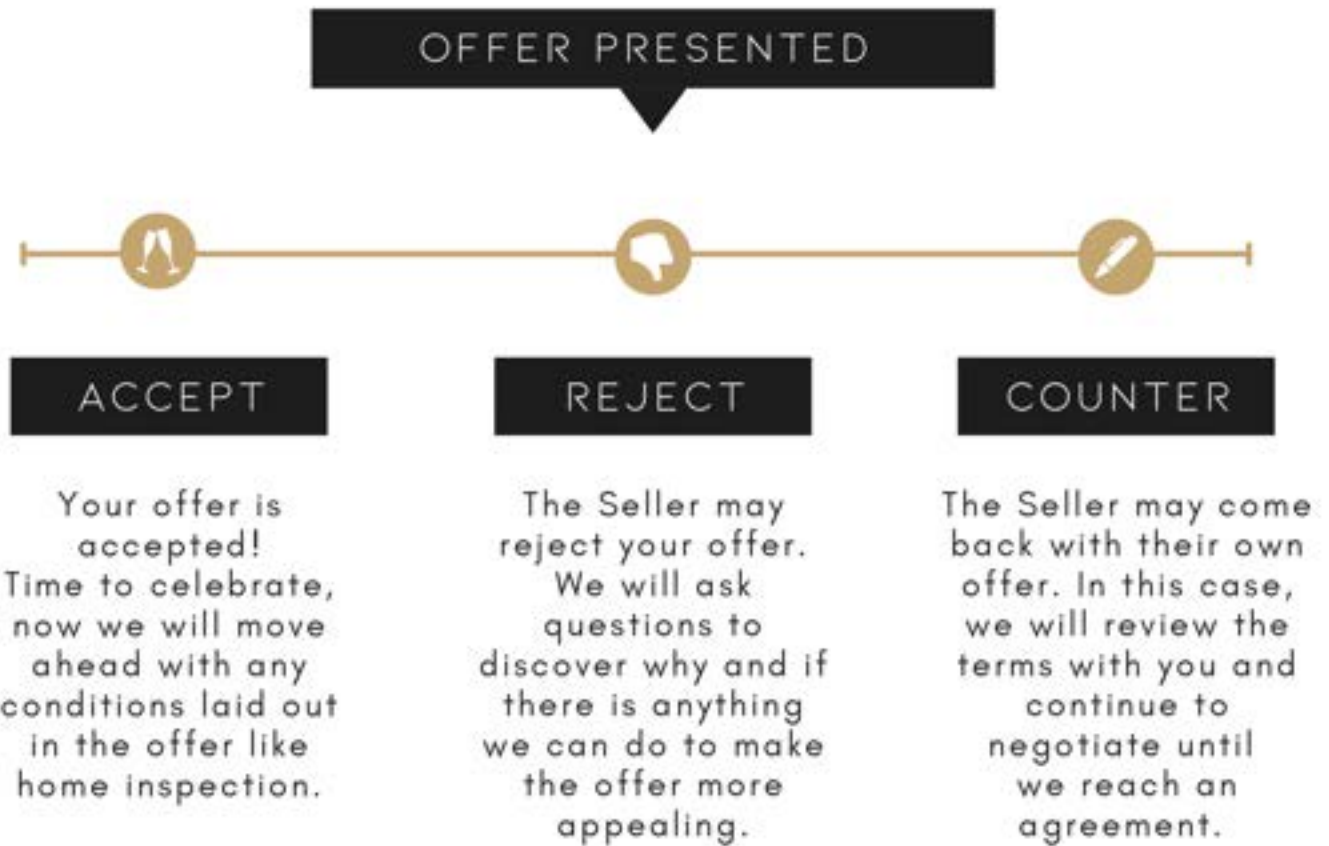 OFFER PRESENTED
ACCEPT
Your offer is
accepted!
Time to celebrate,
now we will move
ahead with any
conditions laid out
in the offer like
home inspection.
REJECT
The Seller may
reject your offer.
We will ask
questions to
discover why and if
there is anything
we can do to make
the offer more
appealing.
COUNTER
The Seller may come
back with their own
offer. In this case,
we will review the
terms with you and
continue to
negotiate until
we reach an
agreement.